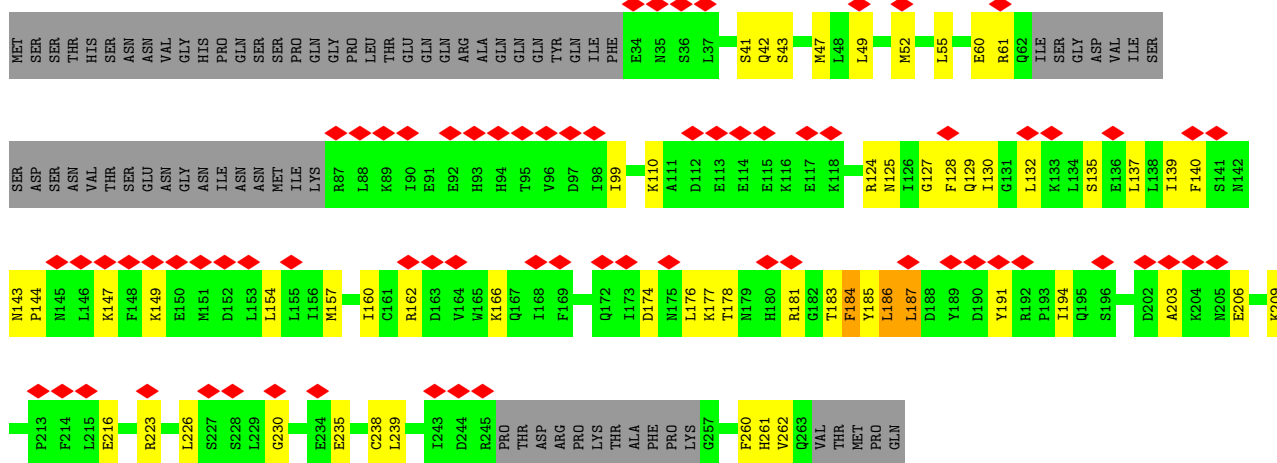 MET SER SER THR HIS SER ASN ASN VAL GLY HIS PRO GLN SER SER PRO GLN GLY PRO LEU THR GLU GLN GLN ARG ALA GLN GLN GLN TYR GLN ILE PHE E34 N35 S36 L37 S41 Q42 S43 M47 L48 L49 M52 L55 E60 R61 Q62 ILE SER GLY ASP VAL ILE SER
SER ASP SER ASN VAL THR SER GLU ASN GLY ASN ILE ASN ASN MET ILE LYS R87 L88 K89 I90 E91 E92 H93 H94 T95 V96 D97 I98 I99 K110 A111 D112 E113 E114 E115 K116 E117 K118 R124 N125 I126 G127 F128 Q129 I130 G131 L132 K133 L134 S135 E136 L137 L138 I139 F140 S141 N142
N143 P144 N145 L146 K147 F148 K149 E150 M151 D152 L153 L154 L155 I156 M157 I160 C161 R162 D163 V164 W165 K166 Q167 I168 F169 Q172 I173 D174 N175 L176 K177 T178 N179 H180 R181 G182 T183 F184 Y185 L186 L187 D188 Y189 D190 Y191 R192 P193 I194 Q195 S196 D202 A203 K204 N205 E206 K209
P213 F214 L215 E216 R223 L226 S227 S228 L229 G230 E234 E235 C238 L239 I243 D244 R245 PRO THR ASP ARG PRO LYS THR ALA PHE PRO LYS G257 F260 H261 V262 Q263 VAL THR MET PRO GLN